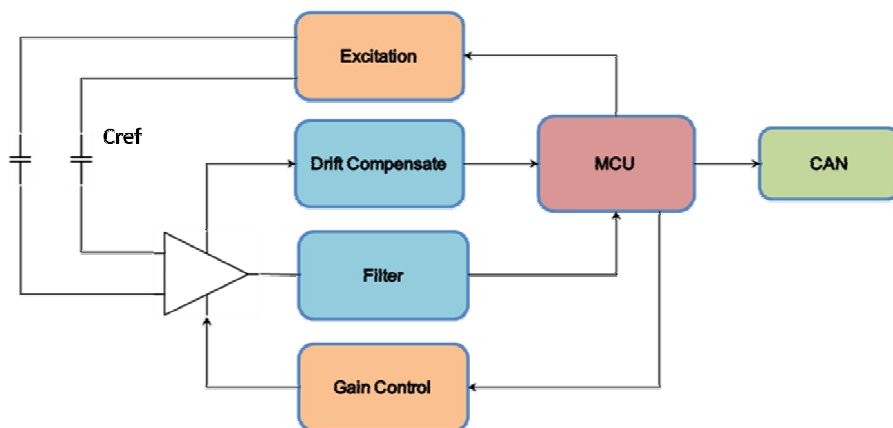 Excitation
Cref
Drift Compensate
MCU
CAN
Filter
Gain Control